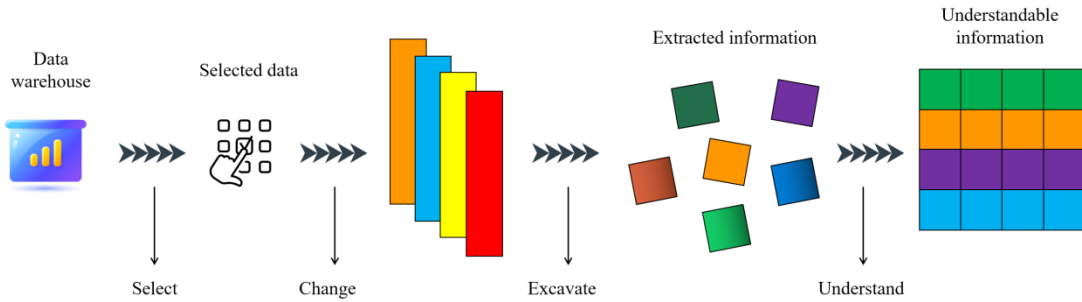 Data
warehouse
Selected data
Extracted information
Understandable
information
Select
Change
Excavate
Understand